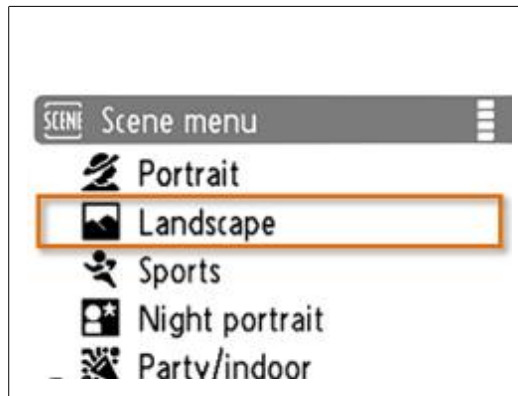 SCENE Scene menu
Portrait
Landscape
Sports
Night portrait
Party/indoor